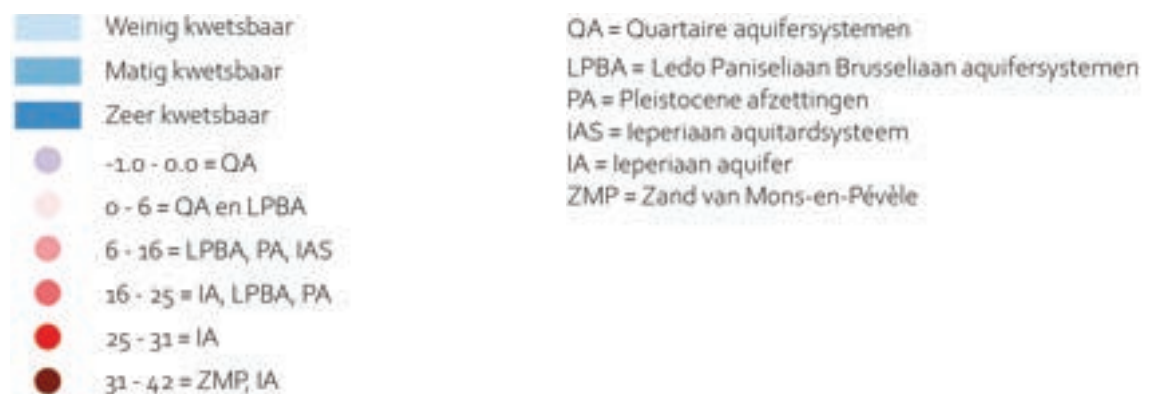 Weinig kwetsbaar
Matig kwetsbaar
Zeer kwetsbaar
-1.0 - 0.0 = QA
0 - 6 = QA en LPBA
6 - 16 = LPBA, PA, IAS
16 - 25 = IA, LPBA, PA
25 - 31 = IA
31 - 42 = ZMP, IA
QA = Quartaire aquifersystemen
LPBA = Ledo Paniseliaan Brusseliaan aquifersystemen
PA = Pleistocene afzettingen
IAS = Ieperiaan aquitardsysteem
IA = Ieperiaan aquifer
ZMP = Zand van Mons-en-Pévèle